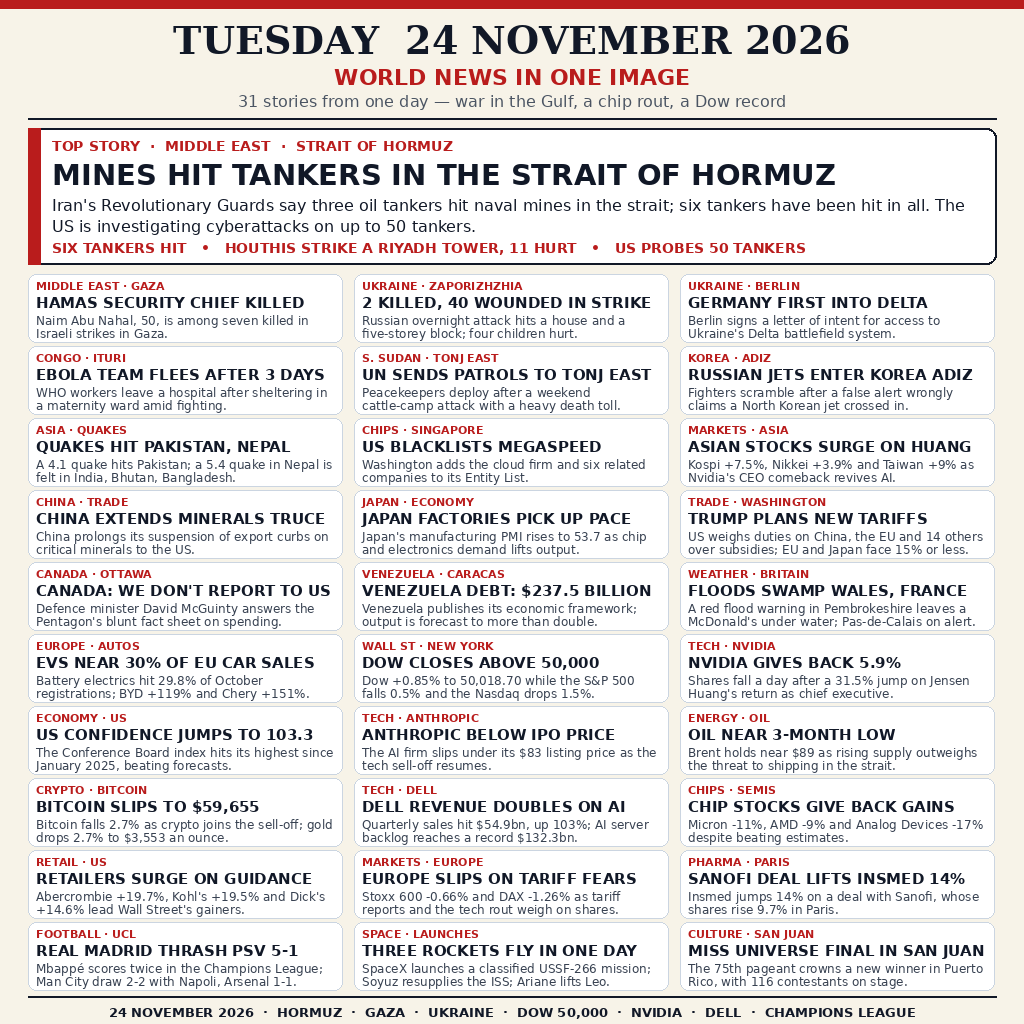 TUESDAY 24 NOVEMBER 2026
WORLD NEWS IN ONE IMAGE
31 stories from one day — war in the Gulf, a chip rout, a Dow record
TOP STORY · MIDDLE EAST · STRAIT OF HORMUZ
MINES HIT TANKERS IN THE STRAIT OF HORMUZ
Iran's Revolutionary Guards say three oil tankers hit naval mines in the strait; six tankers have been hit in all. The
US is investigating cyberattacks on up to 50 tankers.
SIX TANKERS HIT • HOUTHIS STRIKE A RIYADH TOWER, 11 HURT • US PROBES 50 TANKERS
MIDDLE EAST · GAZA
HAMAS SECURITY CHIEF KILLED
Naim Abu Nahal, 50, is among seven killed in
Israeli strikes in Gaza.
UKRAINE · ZAPORIZHZHIA
2 KILLED, 40 WOUNDED IN STRIKE
Russian overnight attack hits a house and a
five-storey block; four children hurt.
UKRAINE · BERLIN
GERMANY FIRST INTO DELTA
Berlin signs a letter of intent for access to
Ukraine's Delta battlefield system.
CONGO · ITURI
EBOLA TEAM FLEES AFTER 3 DAYS
WHO workers leave a hospital after sheltering in
a maternity ward amid fighting.
S. SUDAN · TONJ EAST
UN SENDS PATROLS TO TONJ EAST
Peacekeepers deploy after a weekend
cattle-camp attack with a heavy death toll.
KOREA · ADIZ
RUSSIAN JETS ENTER KOREA ADIZ
Fighters scramble after a false alert wrongly
claims a North Korean jet crossed in.
ASIA · QUAKES
QUAKES HIT PAKISTAN, NEPAL
A 4.1 quake hits Pakistan; a 5.4 quake in Nepal is
felt in India, Bhutan, Bangladesh.
CHIPS · SINGAPORE
US BLACKLISTS MEGASPEED
Washington adds the cloud firm and six related
companies to its Entity List.
MARKETS · ASIA
ASIAN STOCKS SURGE ON HUANG
Kospi +7.5%, Nikkei +3.9% and Taiwan +9% as
Nvidia's CEO comeback revives AI.
CHINA · TRADE
CHINA EXTENDS MINERALS TRUCE
China prolongs its suspension of export curbs on
critical minerals to the US.
JAPAN · ECONOMY
JAPAN FACTORIES PICK UP PACE
Japan's manufacturing PMI rises to 53.7 as chip
and electronics demand lifts output.
TRADE · WASHINGTON
TRUMP PLANS NEW TARIFFS
US weighs duties on China, the EU and 14 others
over subsidies; EU and Japan face 15% or less.
CANADA · OTTAWA
CANADA: WE DON'T REPORT TO US
Defence minister David McGuinty answers the
Pentagon's blunt fact sheet on spending.
VENEZUELA · CARACAS
VENEZUELA DEBT: $237.5 BILLION
Venezuela publishes its economic framework;
output is forecast to more than double.
WEATHER · BRITAIN
FLOODS SWAMP WALES, FRANCE
A red flood warning in Pembrokeshire leaves a
McDonald's under water; Pas-de-Calais on alert.
EUROPE · AUTOS
EVS NEAR 30% OF EU CAR SALES
Battery electrics hit 29.8% of October
registrations; BYD +119% and Chery +151%.
WALL ST · NEW YORK
DOW CLOSES ABOVE 50,000
Dow +0.85% to 50,018.70 while the S&P 500
falls 0.5% and the Nasdaq drops 1.5%.
TECH · NVIDIA
NVIDIA GIVES BACK 5.9%
Shares fall a day after a 31.5% jump on Jensen
Huang's return as chief executive.
ECONOMY · US
US CONFIDENCE JUMPS TO 103.3
The Conference Board index hits its highest since
January 2025, beating forecasts.
TECH · ANTHROPIC
ANTHROPIC BELOW IPO PRICE
The AI firm slips under its $83 listing price as the
tech sell-off resumes.
ENERGY · OIL
OIL NEAR 3-MONTH LOW
Brent holds near $89 as rising supply outweighs
the threat to shipping in the strait.
CRYPTO · BITCOIN
BITCOIN SLIPS TO $59,655
Bitcoin falls 2.7% as crypto joins the sell-off; gold
drops 2.7% to $3,553 an ounce.
TECH · DELL
DELL REVENUE DOUBLES ON AI
Quarterly sales hit $54.9bn, up 103%; AI server
backlog reaches a record $132.3bn.
CHIPS · SEMIS
CHIP STOCKS GIVE BACK GAINS
Micron -11%, AMD -9% and Analog Devices -17%
despite beating estimates.
RETAIL · US
RETAILERS SURGE ON GUIDANCE
Abercrombie +19.7%, Kohl's +19.5% and Dick's
+14.6% lead Wall Street's gainers.
MARKETS · EUROPE
EUROPE SLIPS ON TARIFF FEARS
Stoxx 600 -0.66% and DAX -1.26% as tariff
reports and the tech rout weigh on shares.
PHARMA · PARIS
SANOFI DEAL LIFTS INSMED 14%
Insmed jumps 14% on a deal with Sanofi, whose
shares rise 9.7% in Paris.
FOOTBALL · UCL
REAL MADRID THRASH PSV 5-1
Mbappé scores twice in the Champions League;
Man City draw 2-2 with Napoli, Arsenal 1-1.
SPACE · LAUNCHES
THREE ROCKETS FLY IN ONE DAY
SpaceX launches a classified USSF-266 mission;
Soyuz resupplies the ISS; Ariane lifts Leo.
CULTURE · SAN JUAN
MISS UNIVERSE FINAL IN SAN JUAN
The 75th pageant crowns a new winner in Puerto
Rico, with 116 contestants on stage.
24 NOVEMBER 2026 · HORMUZ · GAZA · UKRAINE · DOW 50,000 · NVIDIA · DELL · CHAMPIONS LEAGUE